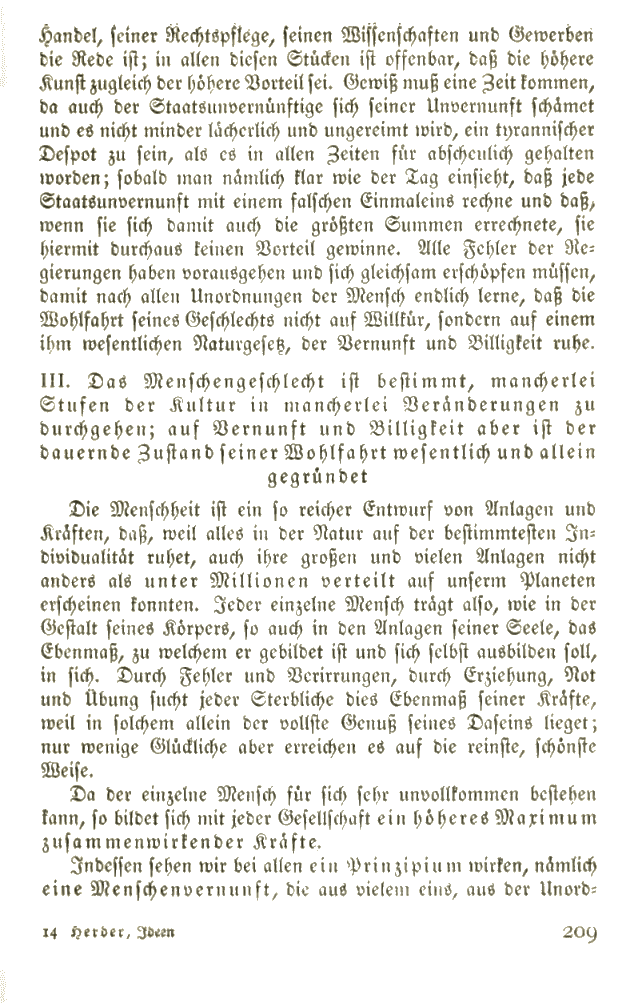 Handel, seiner Rechtspflege, seinen Wissenschaften und Gewerben
die Rede ist; in allen diesen Stücken ist offenbar, daß die höhere
Kunst zugleich der höhere Vorteil sei. Gewiß muß eine Zeit kommen,
da auch der Staatsunvernünftige sich seiner Unvernunft schämet
und es nicht minder lächerlich und ungereimt wird, ein tyrannischer
Despot zu sein, als es in allen Zeiten für abscheulich gehalten
worden; sobald man nämlich klar wie der Tag einsieht, daß jede
Staatsunvernunft mit einem falschen Einmaleins rechne und daß,
wenn sie sich damit auch die größten Summen errechnete, sie
hiermit durchaus keinen Vorteil gewinne. Alle Fehler der Re-
gierungen haben vorausgehen und sich gleichsam erschöpfen müssen,
damit nach allen Unordnungen der Mensch endlich lerne, daß die
Wohlfahrt seines Geschlechts nicht auf Willkür, sondern auf einem
ihm wesentlichen Naturgesetz, der Vernunft und Billigkeit ruhe.
III. Das Menschengeschlecht ist bestimmt, mancherlei
Stufen der Kultur in mancherlei Veränderungen zu
durchgehen; auf Vernunft und Billigkeit aber ist der
dauernde Zustand seiner Wohlfahrt wesentlich und allein
gegründet
Die Menschheit ist ein so reicher Entwurf von Anlagen und
Kräften, daß, weil alles in der Natur auf der bestimmtesten In-
dividualität ruhet, auch ihre großen und vielen Anlagen nicht
anders als unter Millionen verteilt auf unserm Planeten
erscheinen konnten. Jeder einzelne Mensch trägt also, wie in der
Gestalt seines Körpers, so auch in den Anlagen seiner Seele, das
Ebenmaß, zu welchem er gebildet ist und sich selbst ausbilden soll,
in sich. Durch Fehler und Verirrungen, durch Erziehung, Not
und Übung sucht jeder Sterbliche dies Ebenmaß seiner Kräfte,
weil in solchem allein der vollste Genuß seines Daseins lieget;
nur wenige Glückliche aber erreichen es auf die reinste, schönste
Weise.
Da der einzelne Mensch für sich sehr unvollkommen bestehen
kann, so bildet sich mit jeder Gesellschaft ein höheres Maximum
zusammenwirkender Kräfte.
Indessen sehen wir bei allen ein Prinzipium wirken, nämlich
eine Menschenvernunft, die aus vielem eins, aus der Unord-
14 Herder, Ideen 209